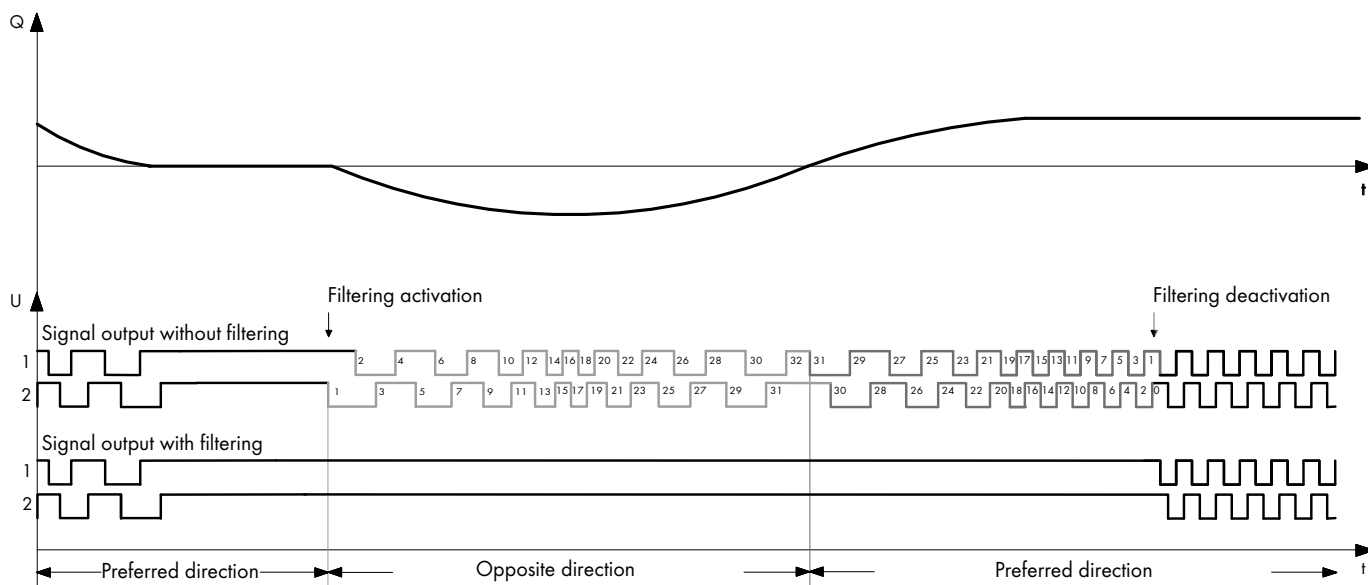 Q
t
U
Filtering activation
Filtering deactivation
Signal output without filtering
1
2 4 6 8 10 12 14 16 18 20 22 24 26 28 30 32 31 29 27 25 23 21 19 17 15 13 11 9 7 5 3 1
2
1 3 5 7 9 11 13 15 17 19 21 23 25 27 29 31 30 28 26 24 22 20 18 16 14 12 10 8 6 4 2 0
Signal output with filtering
1
2
Preferred direction
Opposite direction
Preferred direction
t